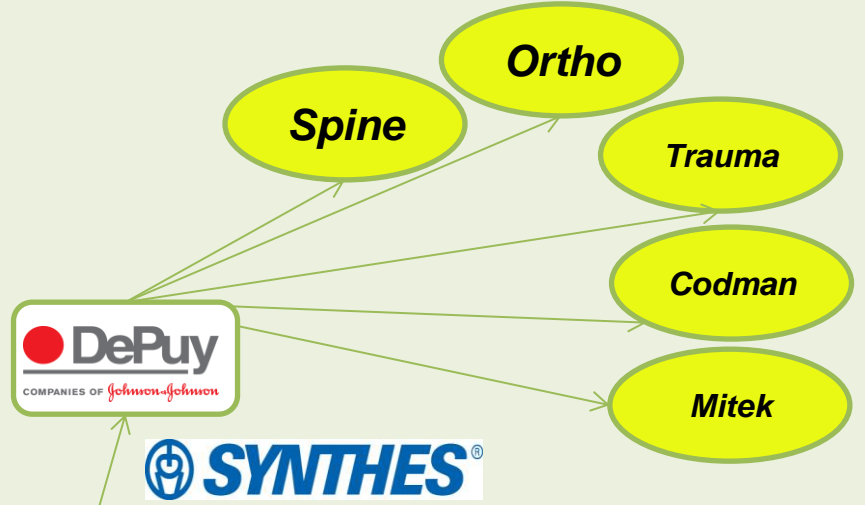 Ortho
Spine
Trauma
Codman
DePuy
COMPANIES OF Johnson & Johnson
Mitek
SYNTHES®